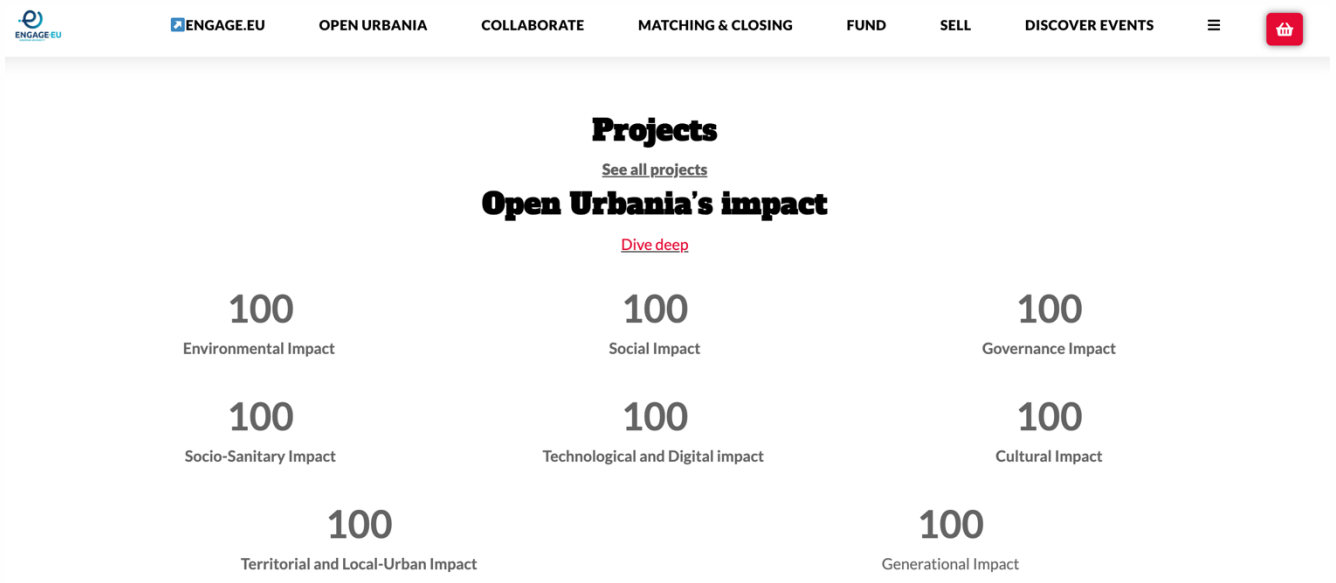 ENGAGE·EU
↗ENGAGE.EU OPEN URBANIA COLLABORATE MATCHING & CLOSING FUND SELL DISCOVER EVENTS ☰
Projects
See all projects
Open Urbania's impact
Dive deep
100 100 100
Environmental Impact Social Impact Governance Impact
100 100 100
Socio-Sanitary Impact Technological and Digital impact Cultural Impact
100 100
Territorial and Local-Urban Impact Generational Impact